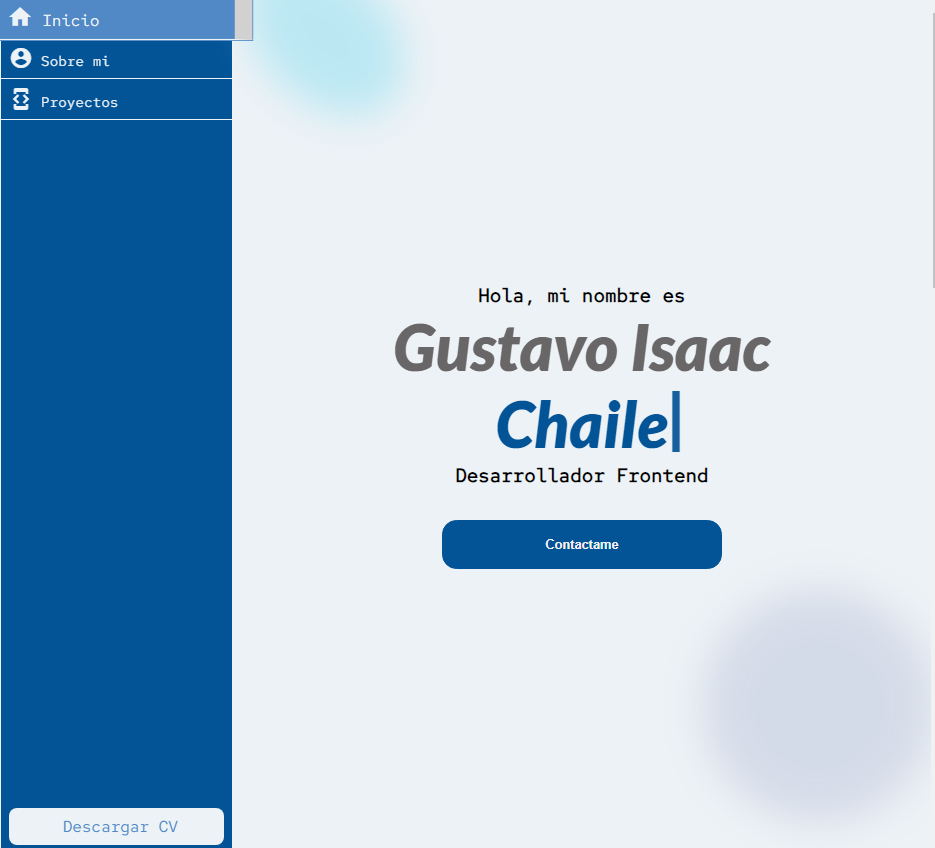 Inicio
Sobre mi
Proyectos
Hola, mi nombre es
Gustavo Isaac
Chaile
Desarrollador Frontend
Contactame
Descargar CV